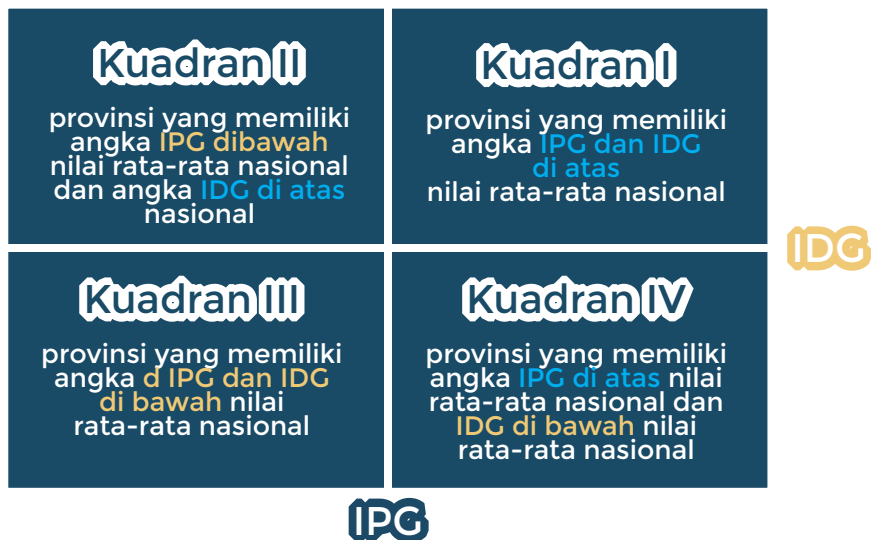 Kuadran II
provinsi yang memiliki
angka IPG dibawah
nilai rata-rata nasional
dan angka IDG di atas
nasional
Kuadran I
provinsi yang memiliki
angka IPG dan IDG
di atas
nilai rata-rata nasional
IDG
Kuadran III
provinsi yang memiliki
angka d IPG dan IDG
di bawah nilai
rata-rata nasional
Kuadran IV
provinsi yang memiliki
angka IPG di atas nilai
rata-rata nasional dan
IDG di bawah nilai
rata-rata nasional
IPG